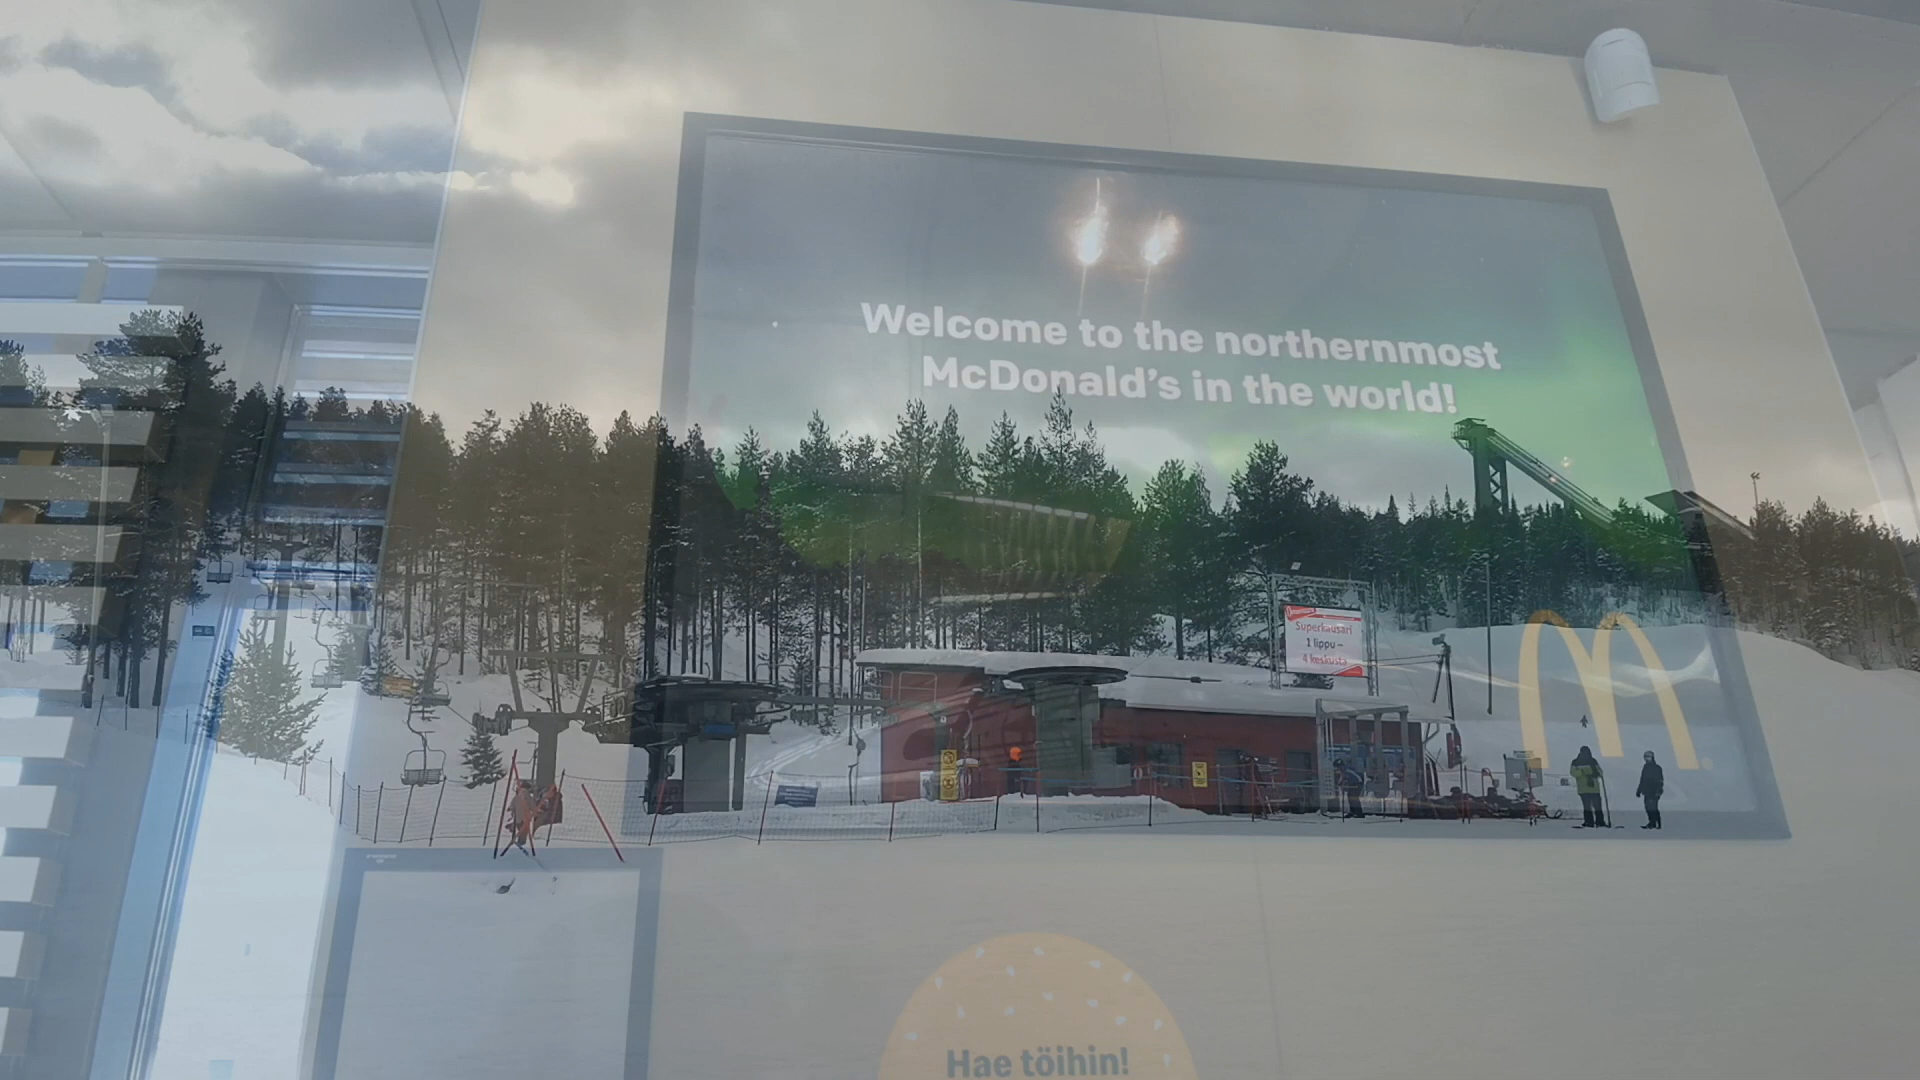 Welcome to the northernmost
McDonald's in the world!
Superkausari
1 lippu –
4 keskusta
Hae töihin!